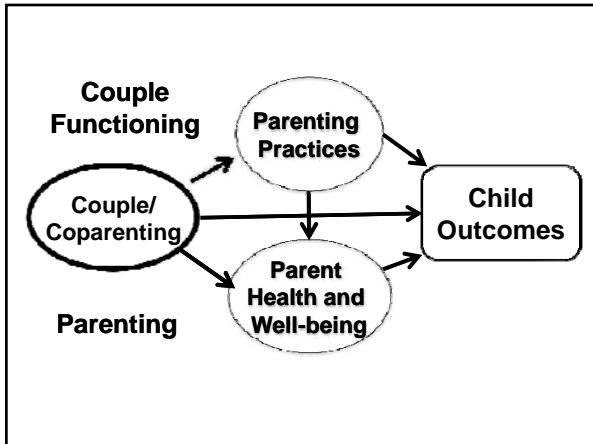 Couple
Functioning
Parenting
Practices
Couple/
Coparenting
Child
Outcomes
Parent
Health and
Well-being
Parenting